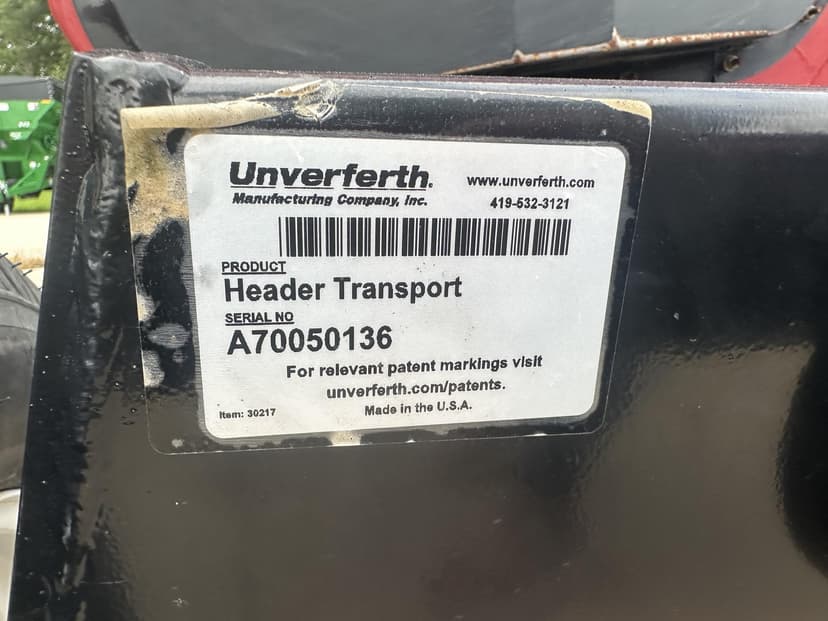 Unverferth. www.unverferth.com
Manufacturing Company, Inc. 419-532-3121
PRODUCT
Header Transport
SERIAL NO
A70050136
For relevant patent markings visit
unverferth.com/patents.
Item: 30217 Made in the U.S.A.